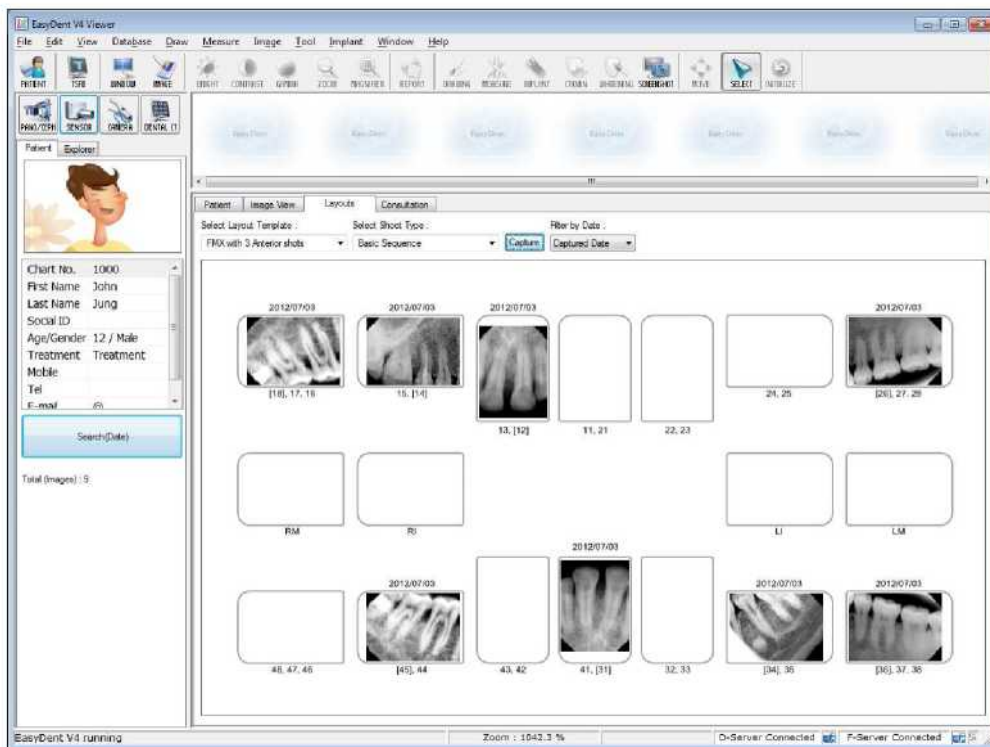 EasyDent V4 Viewer
File Edit View Database Draw Measure Image Tool Implant Window Help
PATIENT WINDOW IMAGE BRIGHT CONTRAST GAMMA ZOOM MAGNIFIER REPORT DRAWING MEASURE IMPLANT CROWN WHITENING SCREENSHOT MOVE SELECT INITIALIZE
PANO/CEPH SENSOR CAMERA DENTAL CT
EasyDent EasyDent EasyDent EasyDent EasyDent EasyDent EasyDent
Patient Explorer
Patient Image View Layouts Consultation
Select Layout Template : Select Shoot Type : Filter by Date :
FMX with 3 Anterior shots Basic Sequence Capture Captured Date
Chart No. 1000
First Name John
Last Name Jung
Social ID
Age/Gender 12 / Male
Treatment Treatment
Mobile
Tel
E-mail @
Search(Date)
Total (Images) : 9
2012/07/03 2012/07/03 2012/07/03 2012/07/03
[18], 17, 16 15, [14] 13, [12] 11, 21 22, 23 24, 25 [26], 27, 28
RM RI LI LM
2012/07/03
2012/07/03 2012/07/03 2012/07/03
48, 47, 46 [45], 44 43, 42 41, [31] 32, 33 [34], 35 [36], 37, 38
EasyDent V4 running Zoom : 1042.3 % D-Server Connected F-Server Connected